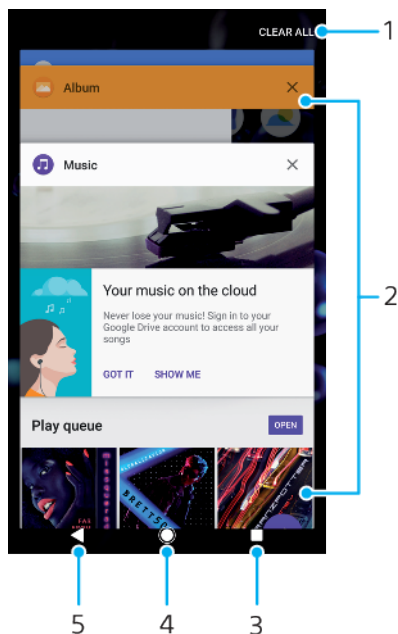 CLEAR ALL
1
Album
2
Music
Your music on the cloud
Never lose your music! Sign in to your
Google Drive account to access all your
songs
GOT IT SHOW ME
Play queue
OPEN
BRETTSO
5 4 3